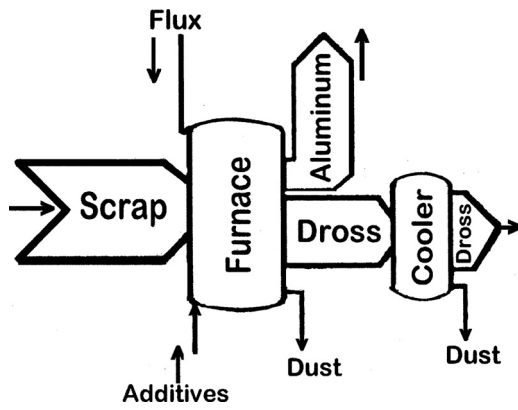 Flux
Scrap
Furnace
Aluminum
Dross
Cooler
Dross
Dust
Dust
Additives